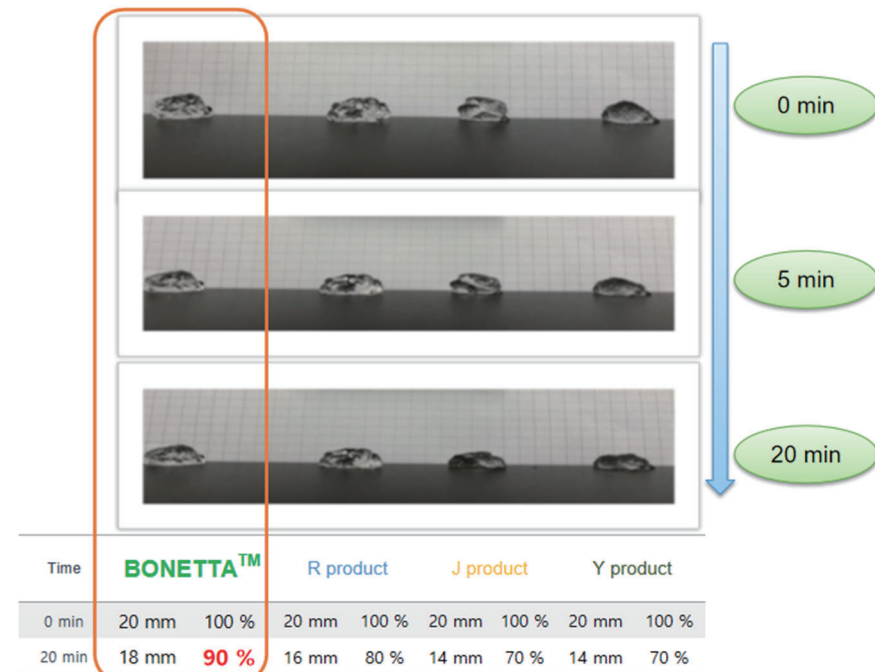 0 min
5 min
20 min
Time BONETTA™ R product J product Y product
0 min 20 mm 100 % 20 mm 100 % 20 mm 100 % 20 mm 100 %
20 min 18 mm 90 % 16 mm 80 % 14 mm 70 % 14 mm 70 %